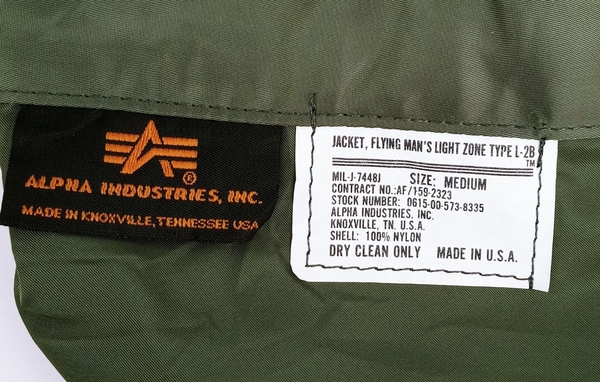 ALPHA INDUSTRIES, INC.
MADE IN KNOXVILLE, TENNESSEE USA
JACKET, FLYING MAN'S LIGHT ZONE TYPE L-2B
TM
MIL-J-7448J SIZE: MEDIUM
CONTRACT NO.: AF/159-2323
STOCK NUMBER: 0615-00-573-8335
ALPHA INDUSTRIES, INC.
KNOXVILLE, TN. U.S.A.
SHELL: 100% NYLON
DRY CLEAN ONLY MADE IN U.S.A.